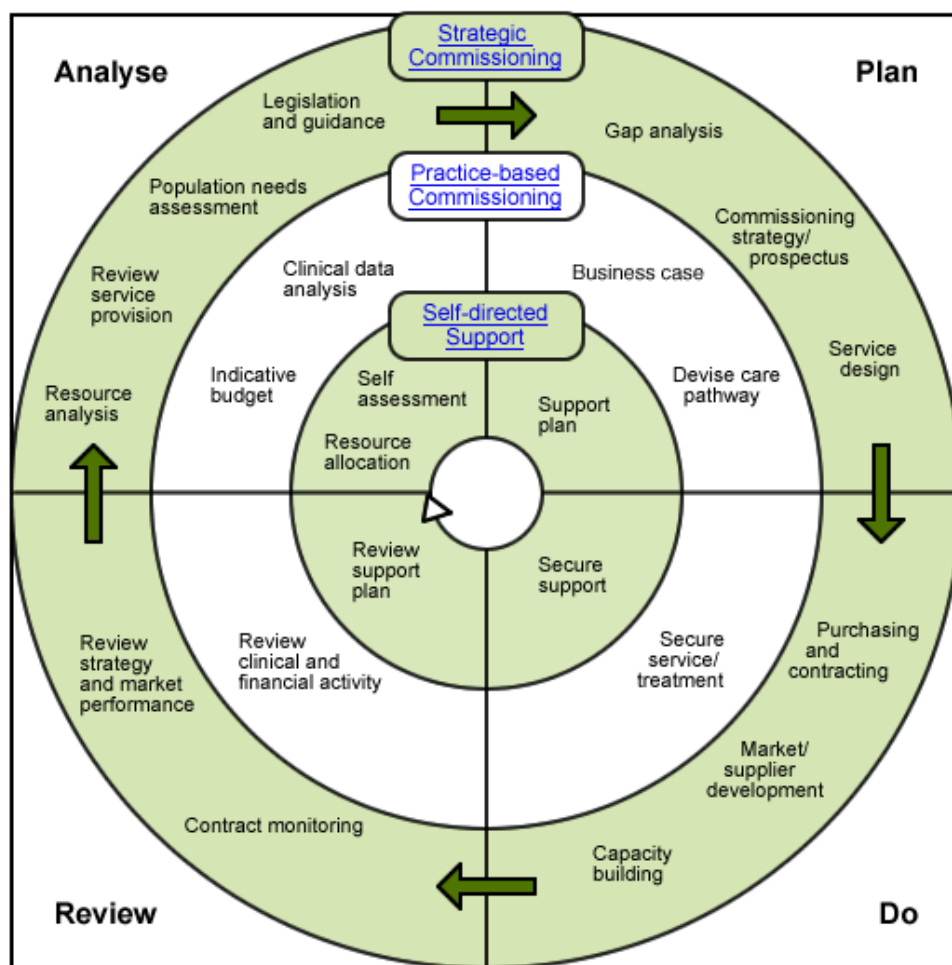 Strategic
Commissioning
Analyse
Plan
Legislation
and guidance
Gap analysis
Practice-based
Commissioning
Population needs
assessment
Commissioning
strategy/
prospectus
Clinical data
analysis
Business case
Review
service
provision
Self-directed
Support
Service
design
Indicative
budget
Self
assessment
Devise care
pathway
Resource
analysis
Support
plan
Resource
allocation
Review
support
plan
Secure
support
Purchasing
and
contracting
Review
strategy
and market
performance
Review
clinical and
financial activity
Secure
service/
treatment
Market/
supplier
development
Contract monitoring
Capacity
building
Review
Do